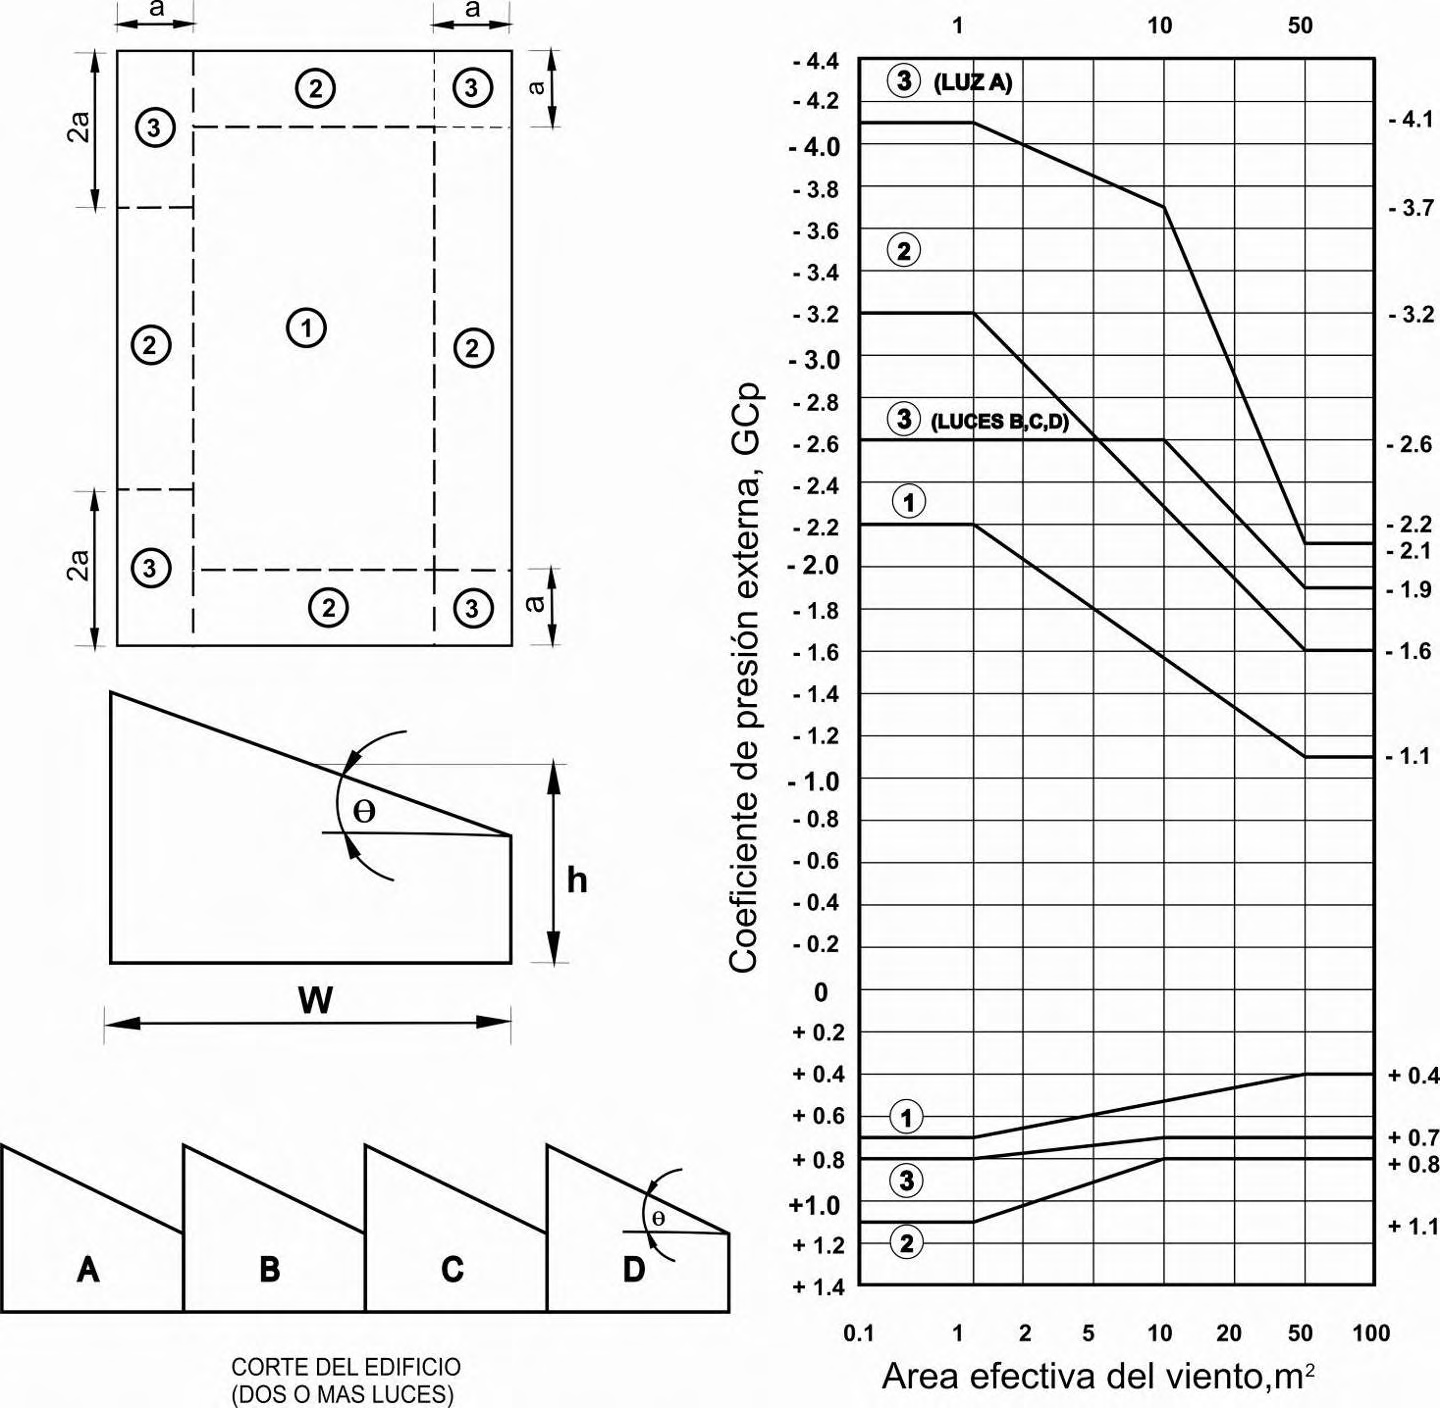 a
a
2
3
a
3
2a
1
2
2
3
2a
2
3
a
θ
h
W
A
B
C
D
θ
CORTE DEL EDIFICIO
(DOS O MAS LUCES)
1 10 50
Coeficiente de presión externa, GCp
- 4.4
- 4.2
- 4.0
- 3.8
- 3.6
- 3.4
- 3.2
- 3.0
- 2.8
- 2.6
- 2.4
- 2.2
- 2.0
- 1.8
- 1.6
- 1.4
- 1.2
- 1.0
- 0.8
- 0.6
- 0.4
- 0.2
0
+ 0.2
+ 0.4
+ 0.6
+ 0.8
+1.0
+ 1.2
+ 1.4
3 (LUZ A)
2
3 (LUCES B,C,D)
1
1
3
2
- 4.1
- 3.7
- 3.2
- 2.6
- 2.2
- 2.1
- 1.9
- 1.6
- 1.1
+ 0.4
+ 0.7
+ 0.8
+ 1.1
0.1 1 2 5 10 20 50 100
Area efectiva del viento,m²